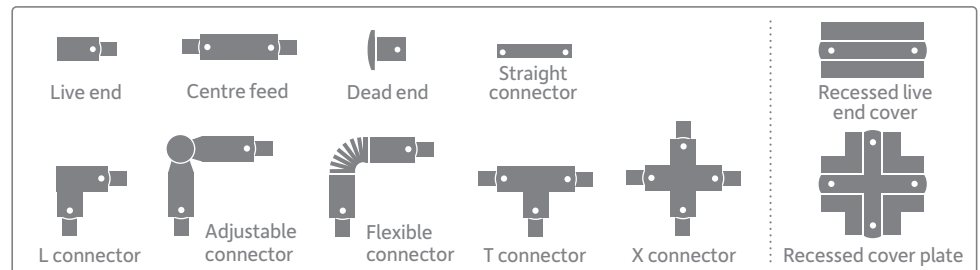 Live end
Centre feed
Dead end
Straight
connector
Recessed live
end cover
L connector
Adjustable
connector
Flexible
connector
T connector
X connector
Recessed cover plate